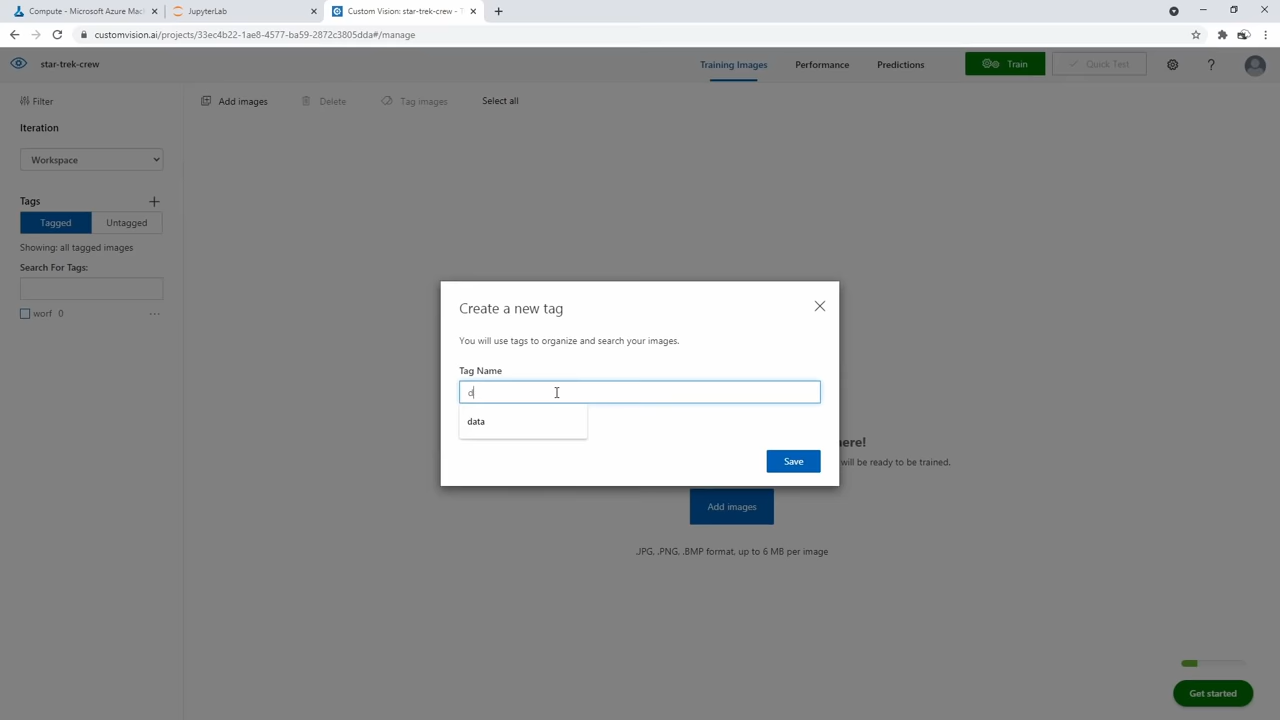 Compute - Microsoft Azure Mac
JupyterLab
Custom Vision: star-trek-crew - T
customvision.ai/projects/33ec4b22-1ae8-4577-ba59-2872c3805dda#/manage
star-trek-crew
Training Images
Performance
Predictions
Train
Quick Test
?
Filter
Add images
Delete
Tag images
Select all
Iteration
Workspace
Tags
Tagged
Untagged
Showing: all tagged images
Search For Tags:
worf 0
Create a new tag
You will use tags to organize and search your images.
Tag Name
d
data
Save
here!
will be ready to be trained.
Add images
.JPG, .PNG, .BMP format, up to 6 MB per image
Get started